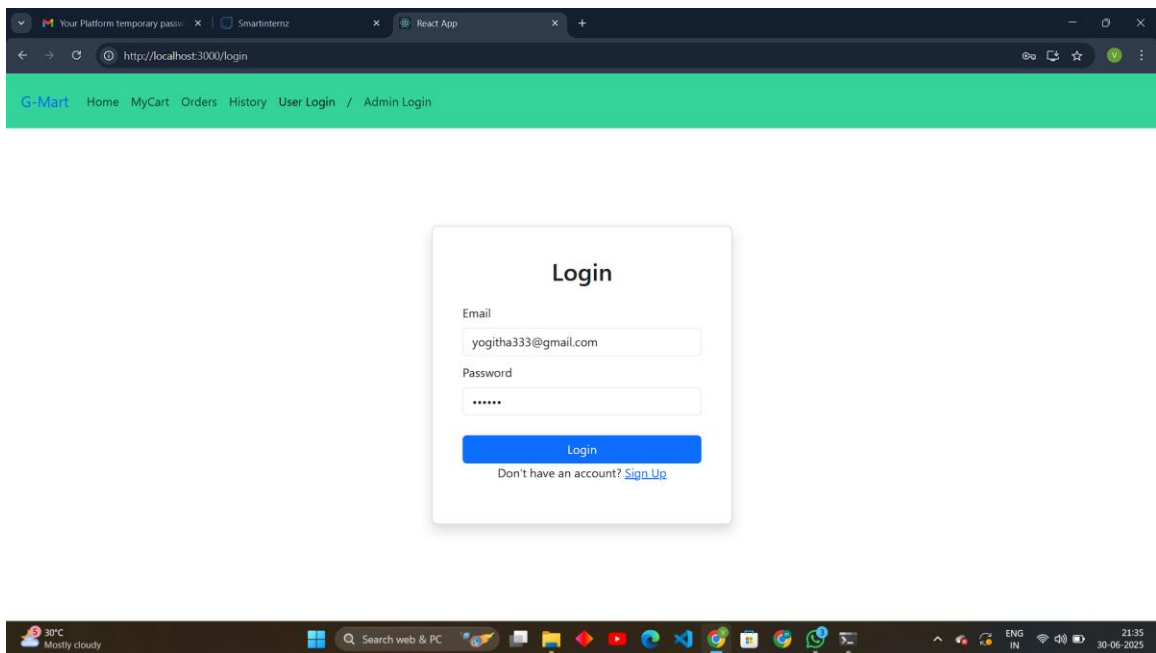 Your Platform temporary passw
Smartinternz
React App
http://localhost:3000/login
V
G-Mart Home MyCart Orders History User Login / Admin Login
Login
Email
yogitha333@gmail.com
Password
••••••
Login
Don't have an account? Sign Up
5
30°C
Mostly cloudy
Search web & PC
3
ENG
IN
21:35
30-06-2025